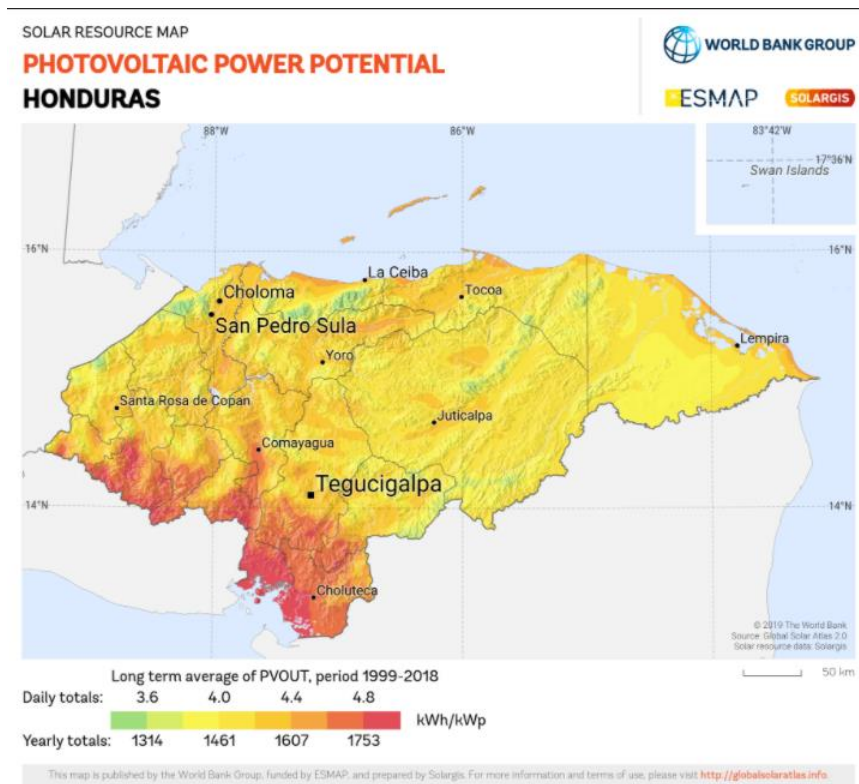 SOLAR RESOURCE MAP
PHOTOVOLTAIC POWER POTENTIAL
HONDURAS
WORLD BANK GROUP
ESMAP
SOLARGIS
88°W
86°W
83°42'W
17°36'N
Swan Islands
16°N
16°N
La Ceiba
Choloma
Tocoa
San Pedro Sula
Lempira
Yoro
Santa Rosa de Copán
Juticalpa
Comayagua
Tegucigalpa
14°N
14°N
Choluteca
© 2019 The World Bank
Source: Global Solar Atlas 2.0
Solar resource data: Solargis
50 km
Long term average of PVOUT, period 1999-2018
Daily totals: 3.6 4.0 4.4 4.8
kWh/kWp
Yearly totals: 1314 1461 1607 1753
This map is published by the World Bank Group, funded by ESMAP, and prepared by Solargis. For more information and terms of use, please visit http://globalsolaratlas.info.